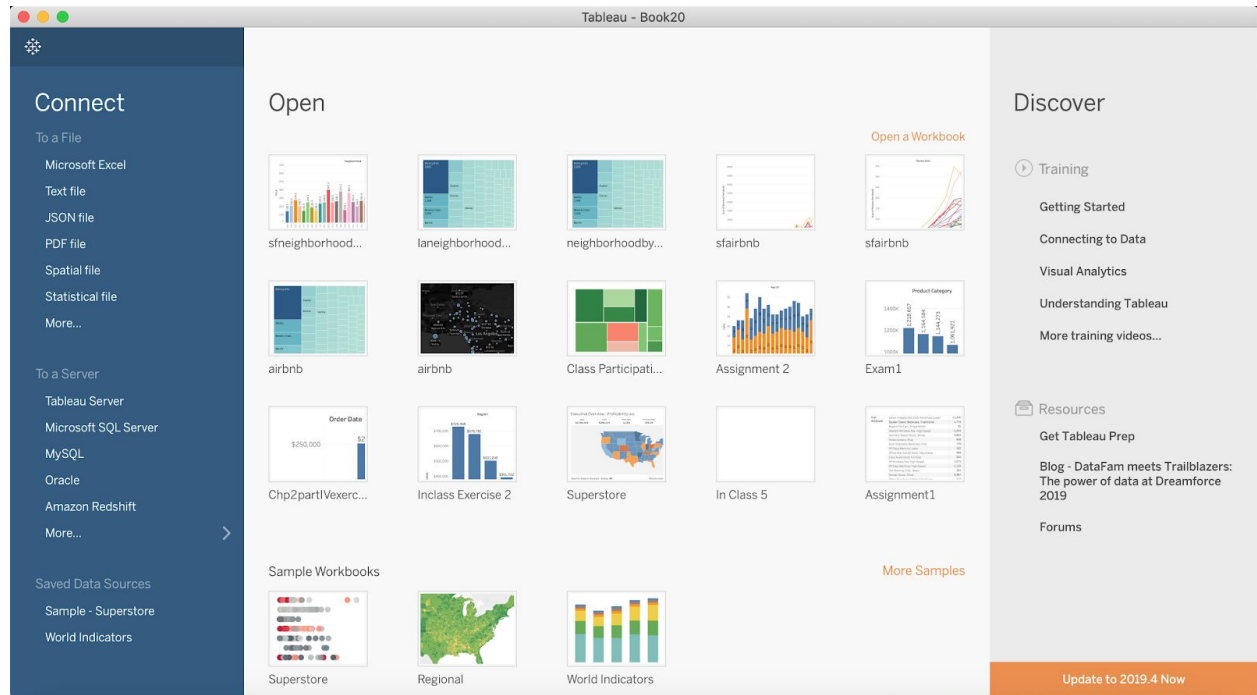 Tableau - Book20
Connect
To a File
Microsoft Excel
Text file
JSON file
PDF file
Spatial file
Statistical file
More...
To a Server
Tableau Server
Microsoft SQL Server
MySQL
Oracle
Amazon Redshift
More...
Saved Data Sources
Sample - Superstore
World Indicators
Open
Open a Workbook
sfneighborhood...
laneighborhood...
neighborhoodby...
sfairbnb
sfairbnb
Product Category
1400K
1200K
1000K
airbnb
airbnb
Class Participati...
Assignment 2
Exam1
Order Date
$250,000
$2
Region
Chp2partIVexerc...
Inclass Exercise 2
Superstore
In Class 5
Assignment1
Sample Workbooks
More Samples
Superstore
Regional
World Indicators
Discover
Training
Getting Started
Connecting to Data
Visual Analytics
Understanding Tableau
More training videos...
Resources
Get Tableau Prep
Blog - DataFam meets Trailblazers:
The power of data at Dreamforce
2019
Forums
Update to 2019.4 Now